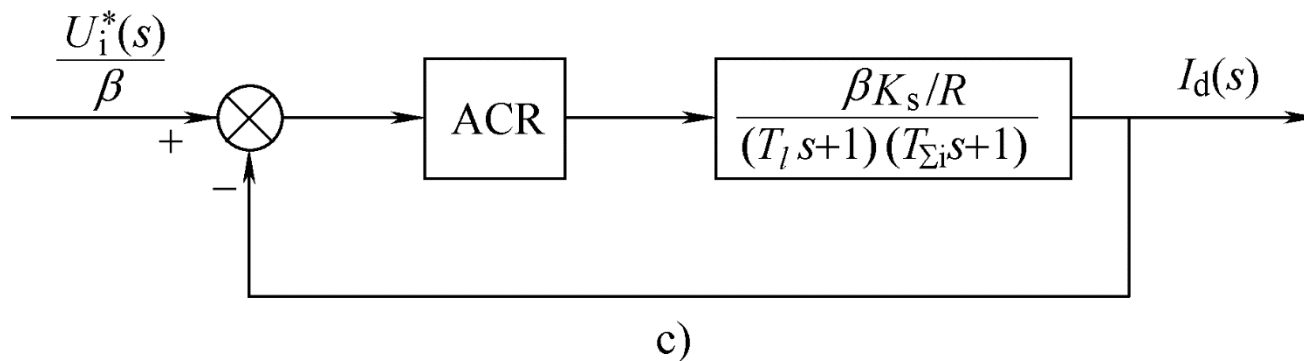 U_i^*(s)
β
+
−
ACR
βK_s/R
(T_l s+1)(T_Σi s+1)
I_d(s)
c)